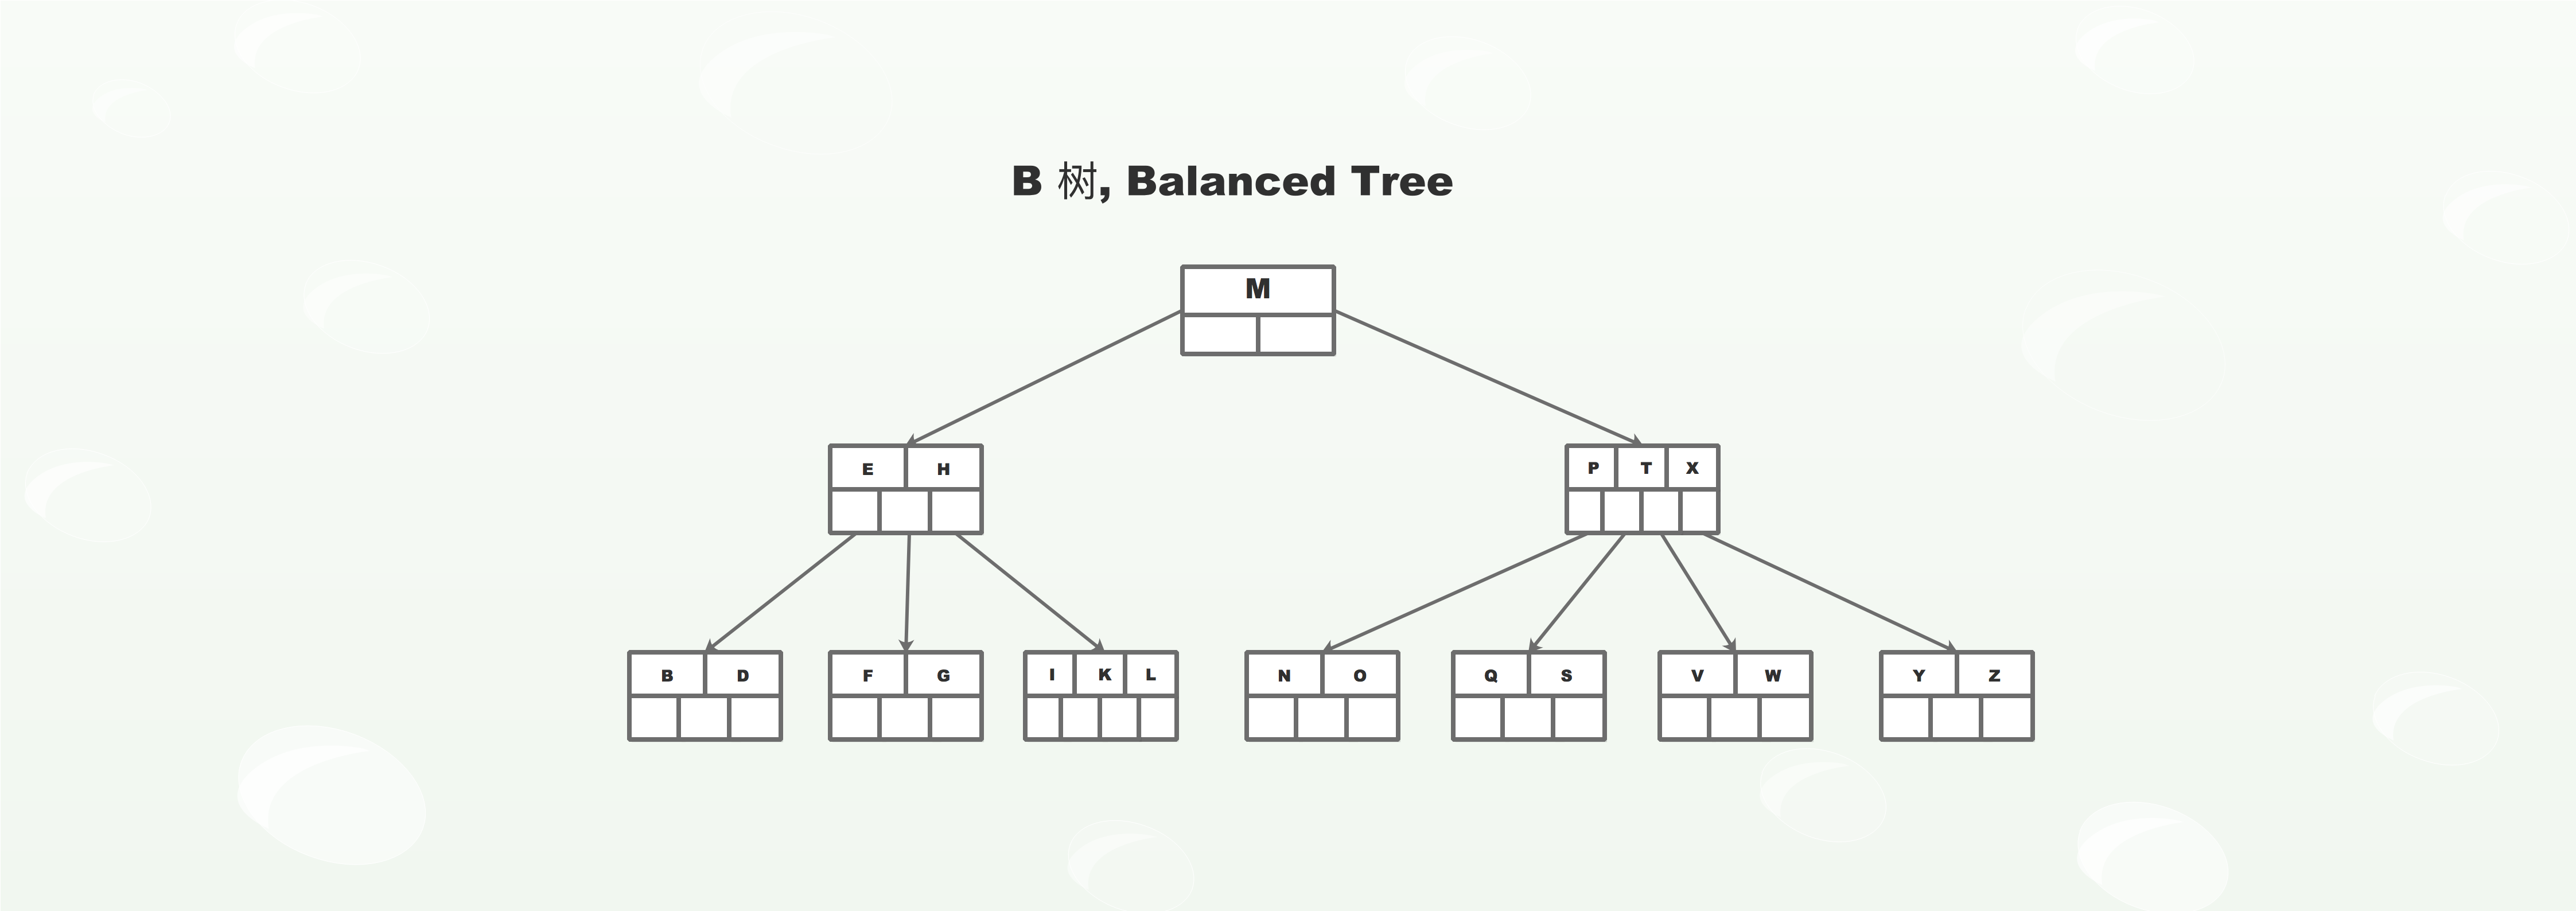 B 树, Balanced Tree
M
E H
P T X
B D
F G
I K L
N O
Q S
V W
Y Z